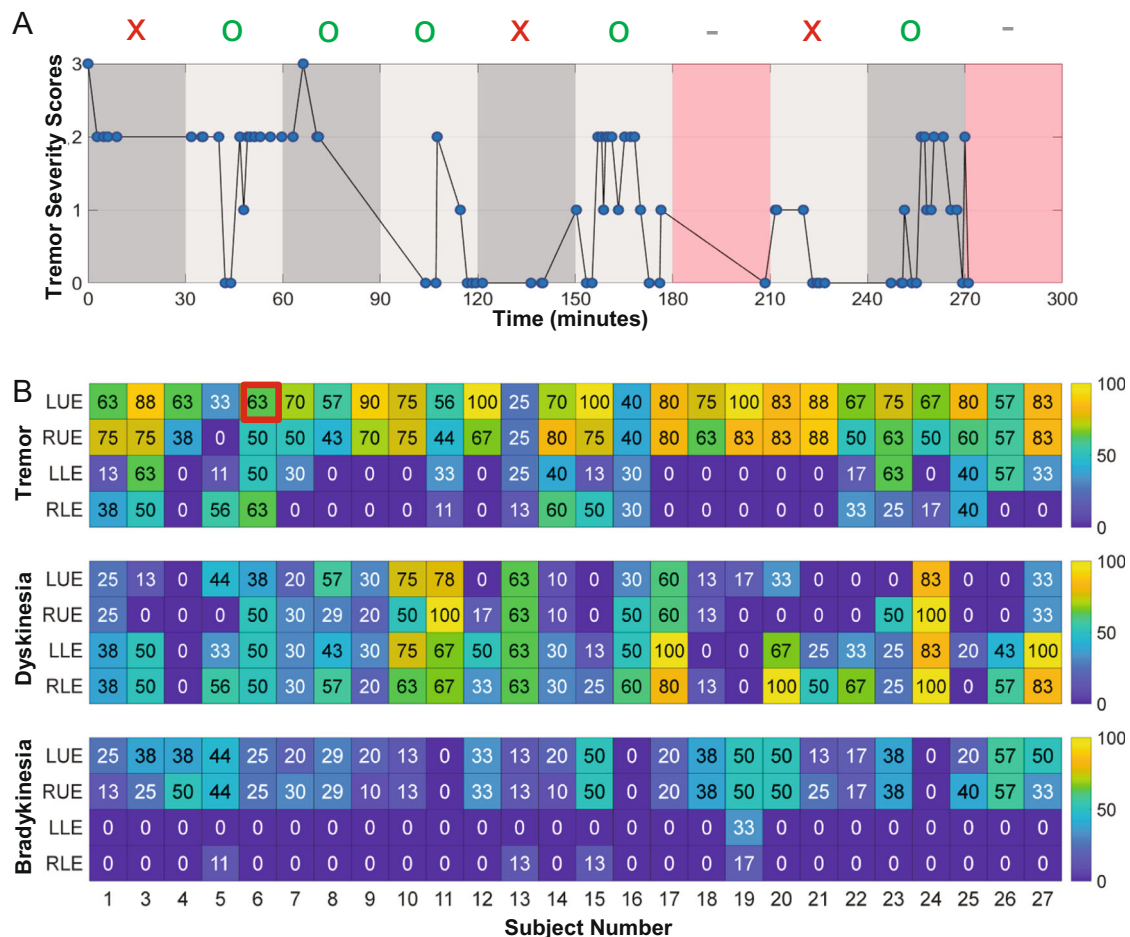 A X O O O X O - X O -
Tremor Severity Scores
3
2
1
0
0 30 60 90 120 150 180 210 240 270 300
Time (minutes)
B
Tremor
LUE 63 88 63 33 63 70 57 90 75 56 100 25 70 100 40 80 75 100 83 88 67 75 67 80 57 83
RUE 75 75 38 0 50 50 43 70 75 44 67 25 80 75 40 80 63 83 83 88 50 63 50 60 57 83
LLE 13 63 0 11 50 30 0 0 0 33 0 25 40 13 30 0 0 0 0 0 17 63 0 40 57 33
RLE 38 50 0 56 63 0 0 0 0 11 0 13 60 50 30 0 0 0 0 0 33 25 17 40 0 0
100
50
0
Dyskinesia
LUE 25 13 0 44 38 20 57 30 75 78 0 63 10 0 30 60 13 17 33 0 0 0 83 0 0 33
RUE 25 0 0 0 50 30 29 20 50 100 17 63 10 0 50 60 13 0 0 0 0 50 100 0 0 33
LLE 38 50 0 33 50 30 43 30 75 67 50 63 30 13 50 100 0 0 67 25 33 25 83 20 43 100
RLE 38 50 0 56 50 30 57 20 63 67 33 63 30 25 60 80 13 0 100 50 67 25 100 0 57 83
100
50
0
Bradykinesia
LUE 25 38 38 44 25 20 29 20 13 0 33 13 20 50 0 20 38 50 50 13 17 38 0 20 57 50
RUE 13 25 50 44 25 30 29 10 13 0 33 13 20 50 0 20 38 50 50 25 17 38 0 40 57 33
LLE 0 0 0 0 0 0 0 0 0 0 0 0 0 0 0 0 0 33 0 0 0 0 0 0 0 0
RLE 0 0 0 11 0 0 0 0 0 0 0 13 0 13 0 0 0 17 0 0 0 0 0 0 0 0
100
50
0
1 3 4 5 6 7 8 9 10 11 12 13 14 15 16 17 18 19 20 21 22 23 24 25 26 27
Subject Number